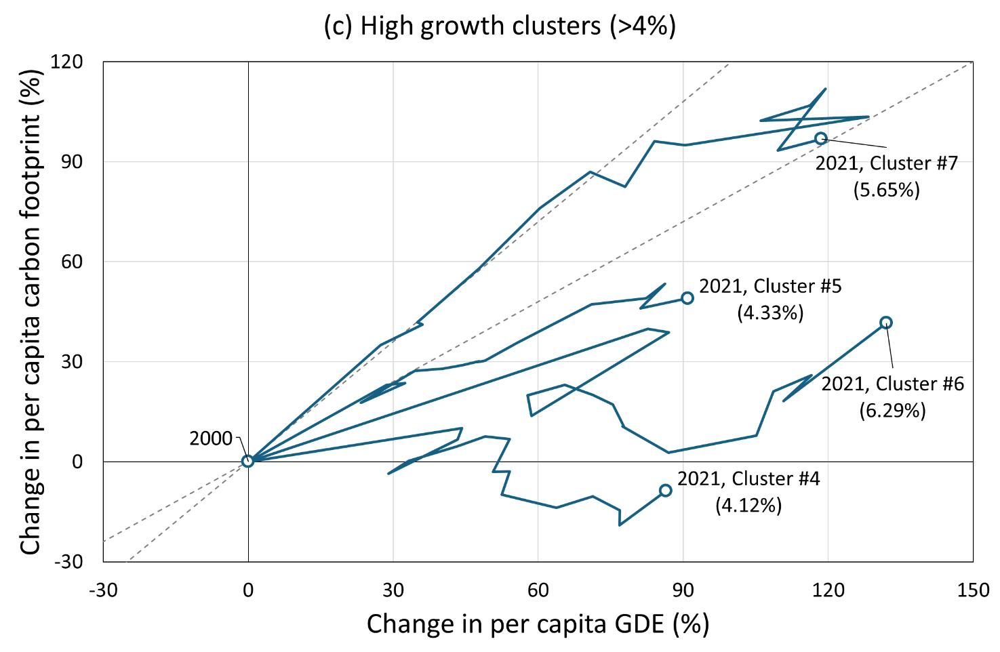 (c) High growth clusters (>4%)
Change in per capita carbon footprint (%)
120
90
60
30
0
-30
2021, Cluster #7
(5.65%)
2021, Cluster #5
(4.33%)
2021, Cluster #6
(6.29%)
2000
2021, Cluster #4
(4.12%)
-30
0
30
60
90
120
150
Change in per capita GDE (%)